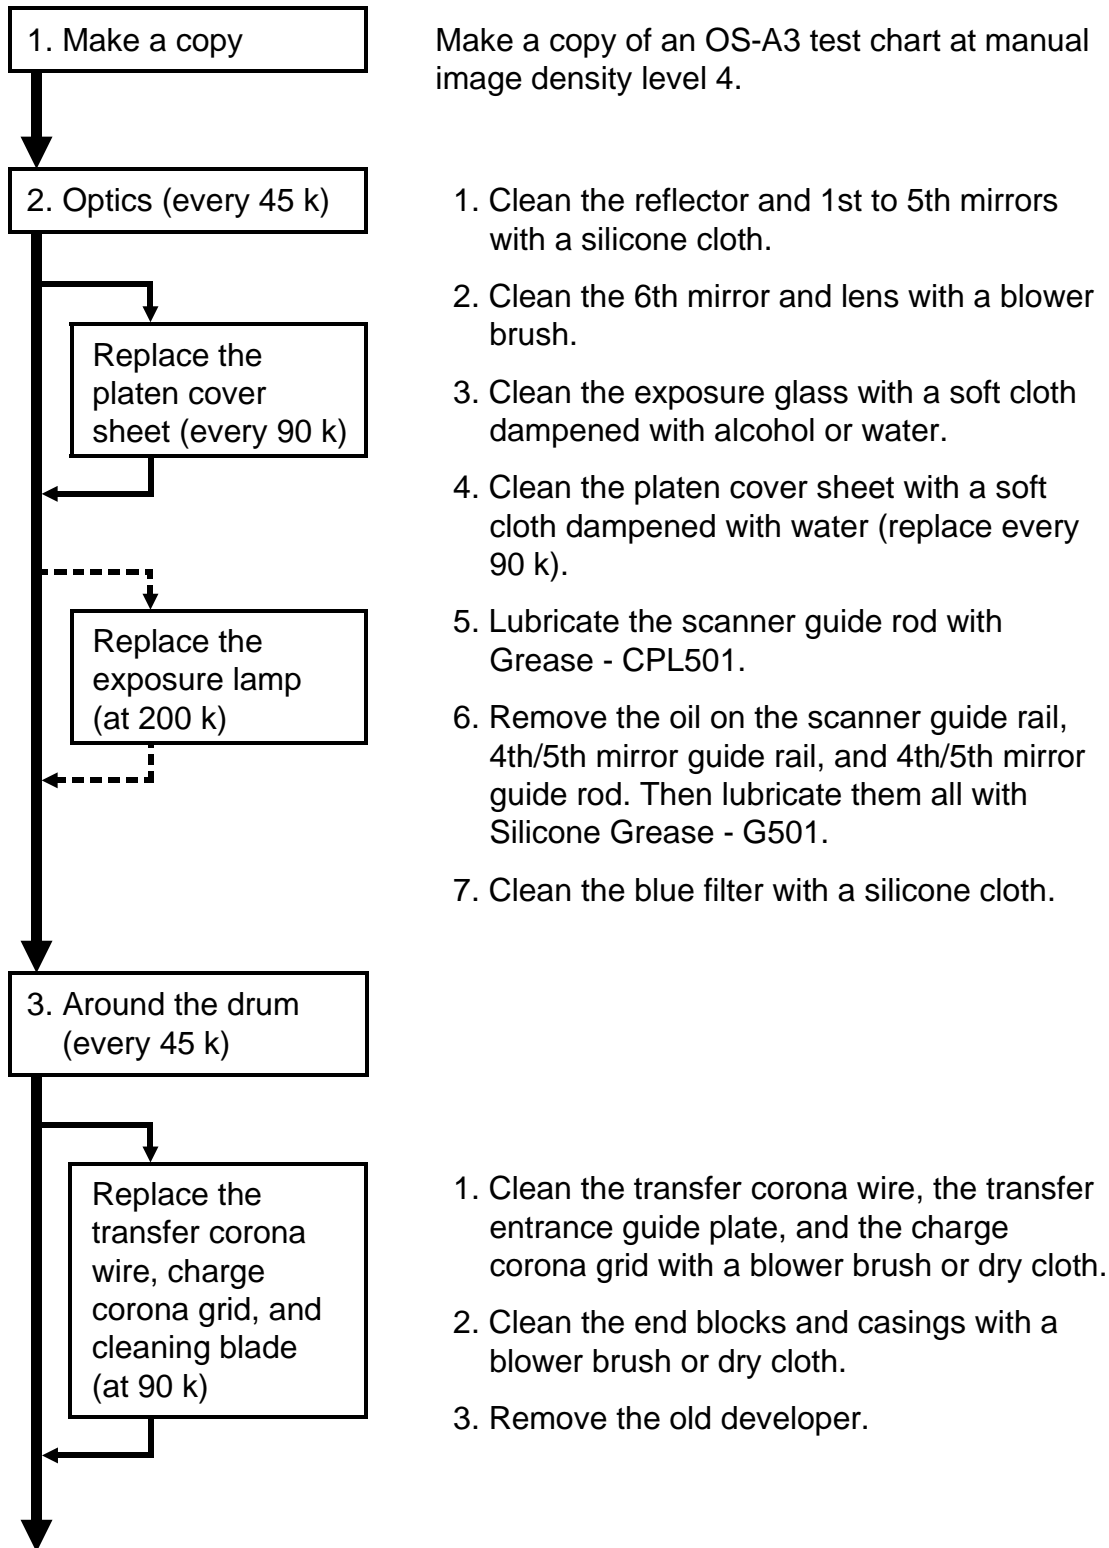 1. Make a copy
Make a copy of an OS-A3 test chart at manual
image density level 4.
2. Optics (every 45 k)
1. Clean the reflector and 1st to 5th mirrors
with a silicone cloth.
2. Clean the 6th mirror and lens with a blower
brush.
Replace the
platen cover
sheet (every 90 k)
3. Clean the exposure glass with a soft cloth
dampened with alcohol or water.
4. Clean the platen cover sheet with a soft
cloth dampened with water (replace every
90 k).
Replace the
exposure lamp
(at 200 k)
5. Lubricate the scanner guide rod with
Grease - CPL501.
6. Remove the oil on the scanner guide rail,
4th/5th mirror guide rail, and 4th/5th mirror
guide rod. Then lubricate them all with
Silicone Grease - G501.
7. Clean the blue filter with a silicone cloth.
3. Around the drum
(every 45 k)
Replace the
transfer corona
wire, charge
corona grid, and
cleaning blade
(at 90 k)
1. Clean the transfer corona wire, the transfer
entrance guide plate, and the charge
corona grid with a blower brush or dry cloth.
2. Clean the end blocks and casings with a
blower brush or dry cloth.
3. Remove the old developer.